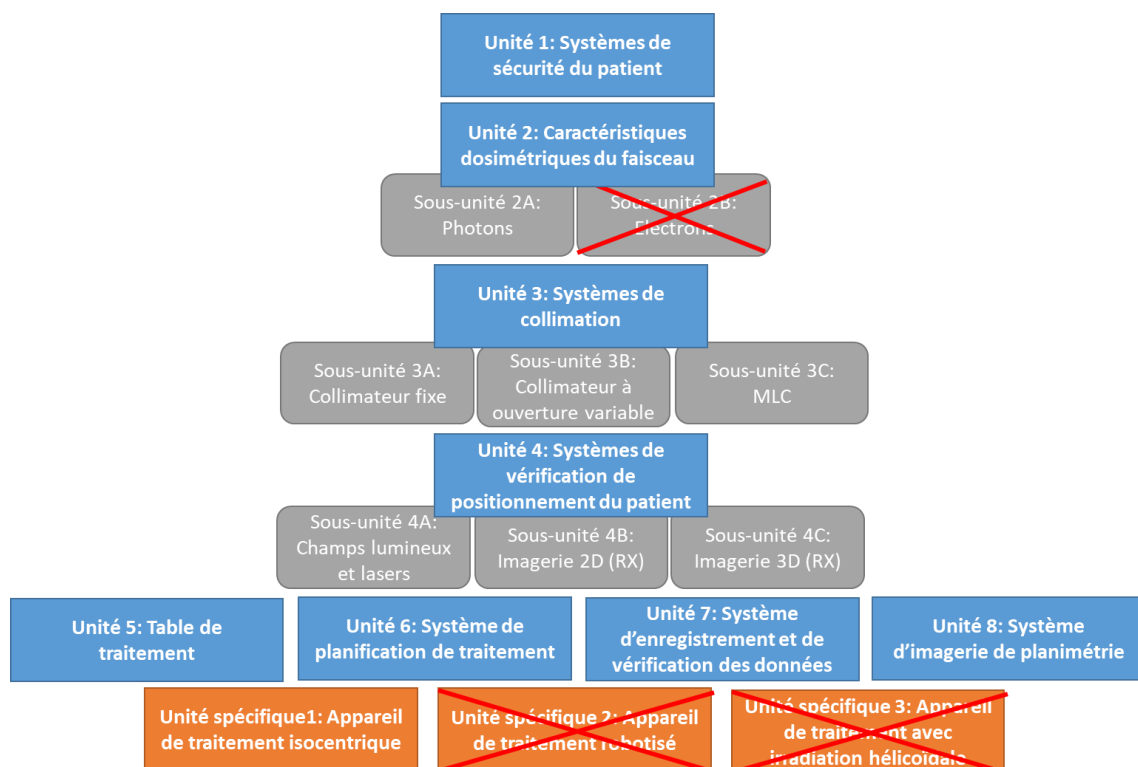 Unité 1: Systèmes de
sécurité du patient
Unité 2: Caractéristiques
dosimétriques du faisceau
Sous-unité 2A:
Photons
Sous-unité 2B:
Electrons
Unité 3: Systèmes de
collimation
Sous-unité 3A:
Collimateur fixe
Sous-unité 3B:
Collimateur à
ouverture variable
Sous-unité 3C:
MLC
Unité 4: Systèmes de
vérification de
positionnement du patient
Sous-unité 4A:
Champs lumineux
et lasers
Sous-unité 4B:
Imagerie 2D (RX)
Sous-unité 4C:
Imagerie 3D (RX)
Unité 5: Table de
traitement
Unité 6: Système de
planification de traitement
Unité 7: Système
d’enregistrement et de
vérification des données
Unité 8: Système
d’imagerie de planimétrie
Unité spécifique1: Appareil
de traitement isocentrique
Unité spécifique 2: Appareil
de traitement robotisé
Unité spécifique 3: Appareil
de traitement avec
irradiation hélicoïdale